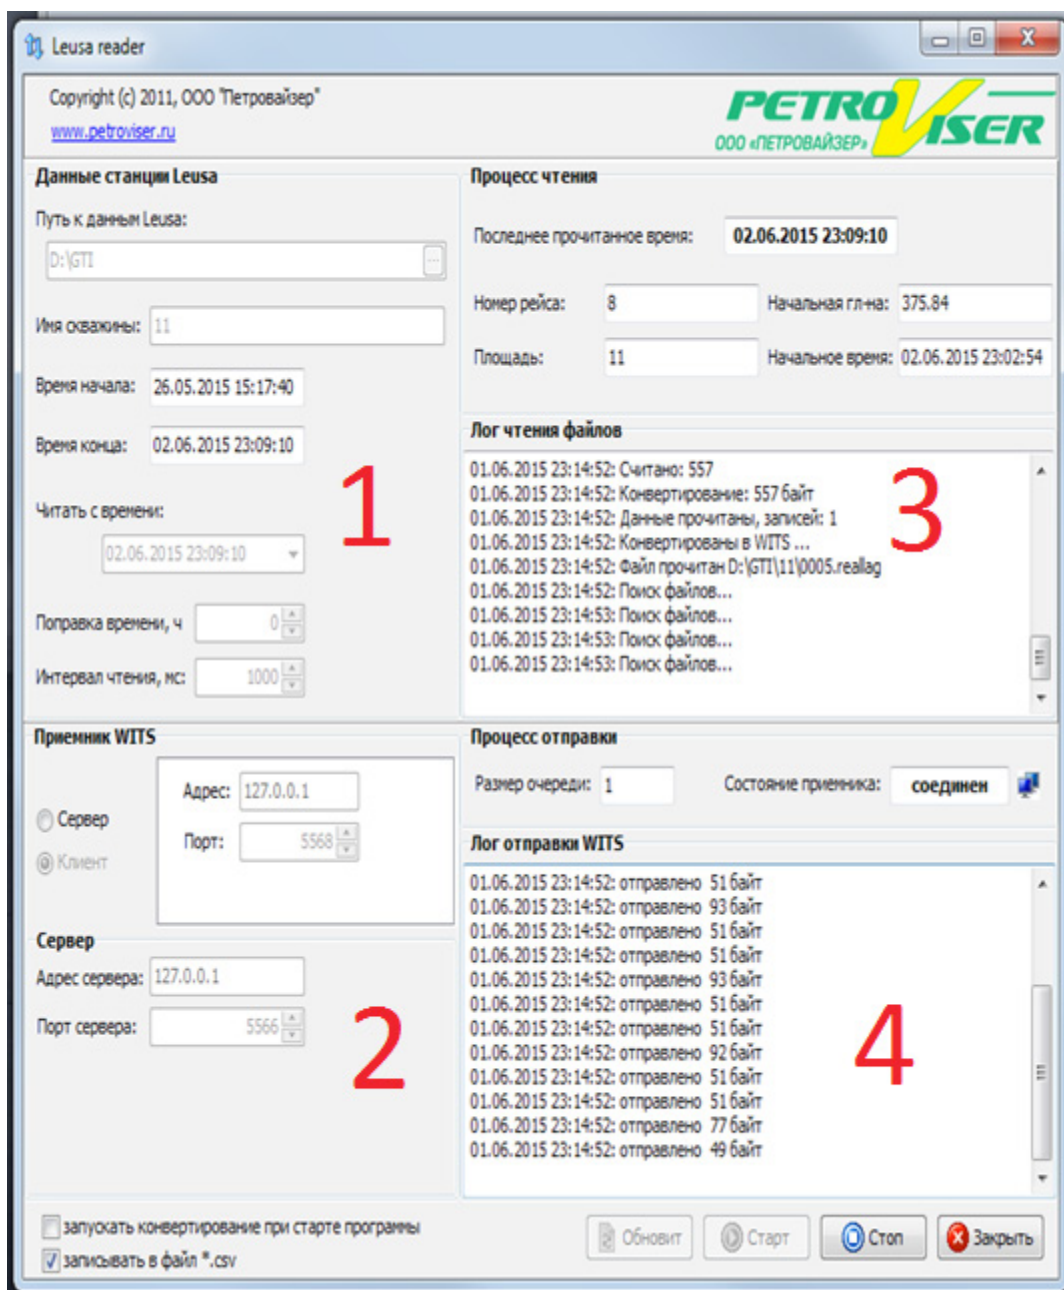 Leusa reader
Copyright (c) 2011, ООО "Петровайзер"
www.petroviser.ru
PETRO VISER
ООО «ПЕТРОВАЙЗЕР»
Данные станции Leusa
Путь к данным Leusa:
D:\GTI
...
Имя скважины: 11
Время начала: 26.05.2015 15:17:40
Время конца: 02.06.2015 23:09:10
Читать с времени:
02.06.2015 23:09:10
Поправка времени, ч 0
Интервал чтения, мс: 1000
1
Процесс чтения
Последнее прочитанное время: 02.06.2015 23:09:10
Номер рейса: 8 Начальная гл-на: 375.84
Площадь: 11 Начальное время: 02.06.2015 23:02:54
Лог чтения файлов
01.06.2015 23:14:52: Считано: 557
01.06.2015 23:14:52: Конвертирование: 557 байт
01.06.2015 23:14:52: Данные прочитаны, записей: 1
01.06.2015 23:14:52: Конвертированы в WITS ...
01.06.2015 23:14:52: Файл прочитан D:\GTI\11\0005.reallag
01.06.2015 23:14:52: Поиск файлов...
01.06.2015 23:14:53: Поиск файлов...
01.06.2015 23:14:53: Поиск файлов...
01.06.2015 23:14:53: Поиск файлов...
3
Приемник WITS
Сервер
Клиент
Адрес: 127.0.0.1
Порт: 5568
Сервер
Адрес сервера: 127.0.0.1
Порт сервера: 5566
2
Процесс отправки
Размер очереди: 1 Состояние приемника: соединен
Лог отправки WITS
01.06.2015 23:14:52: отправлено 51 байт
01.06.2015 23:14:52: отправлено 93 байт
01.06.2015 23:14:52: отправлено 51 байт
01.06.2015 23:14:52: отправлено 51 байт
01.06.2015 23:14:52: отправлено 93 байт
01.06.2015 23:14:52: отправлено 51 байт
01.06.2015 23:14:52: отправлено 51 байт
01.06.2015 23:14:52: отправлено 92 байт
01.06.2015 23:14:52: отправлено 51 байт
01.06.2015 23:14:52: отправлено 51 байт
01.06.2015 23:14:52: отправлено 77 байт
01.06.2015 23:14:52: отправлено 49 байт
4
запускать конвертирование при старте программы
записывать в файл *.csv
Обновит Старт Стоп Закрыть